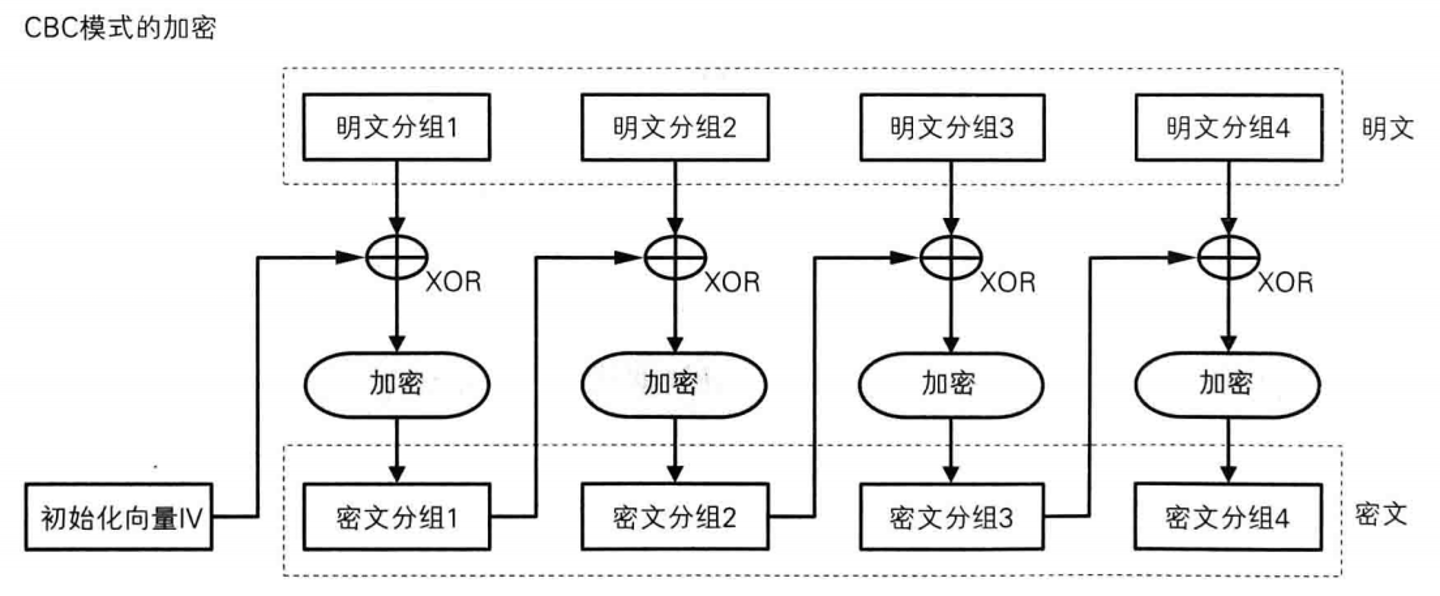 CBC模式的加密
明文分组1
明文分组2
明文分组3
明文分组4
明文
XOR
XOR
XOR
XOR
加密
加密
加密
加密
初始化向量IV
密文分组1
密文分组2
密文分组3
密文分组4
密文